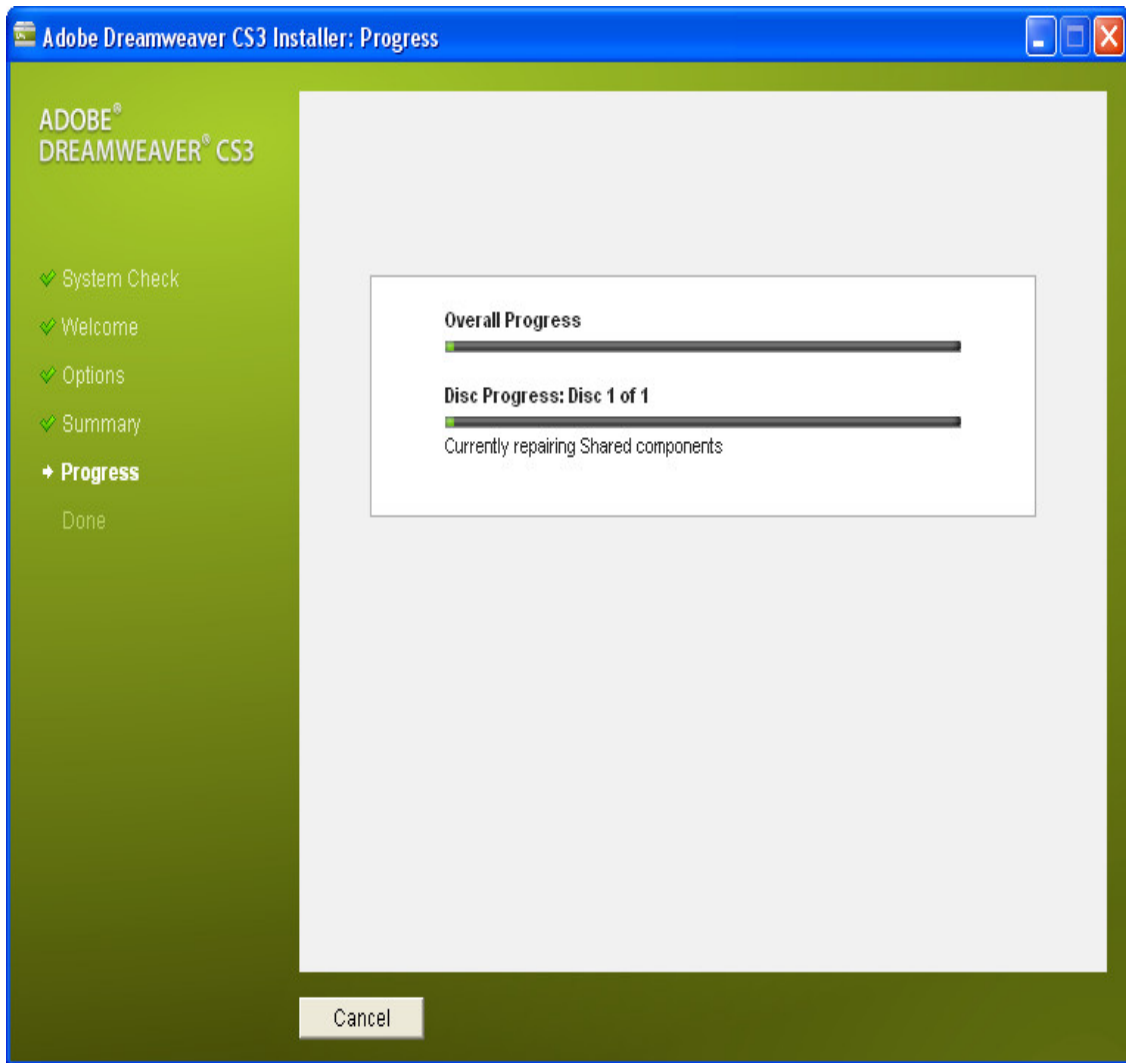 Adobe Dreamweaver CS3 Installer: Progress
ADOBE®
DREAMWEAVER® CS3
System Check
Welcome
Options
Summary
Progress
Done
Overall Progress
Disc Progress: Disc 1 of 1
Currently repairing Shared components
Cancel